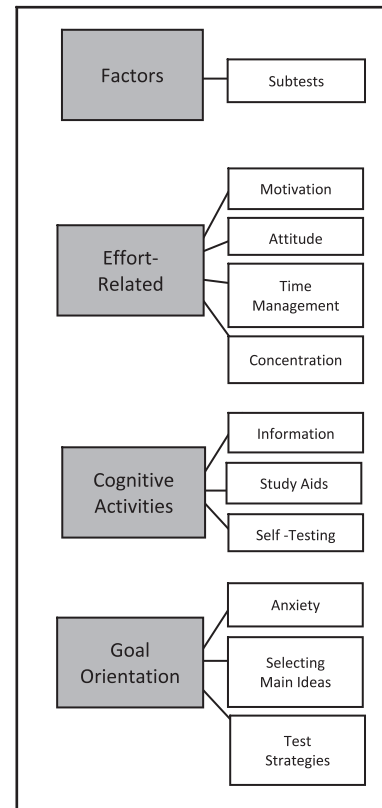 Factors
Subtests
Effort-
Related
Motivation
Attitude
Time
Management
Concentration
Cognitive
Activities
Information
Study Aids
Self -Testing
Goal
Orientation
Anxiety
Selecting
Main Ideas
Test
Strategies